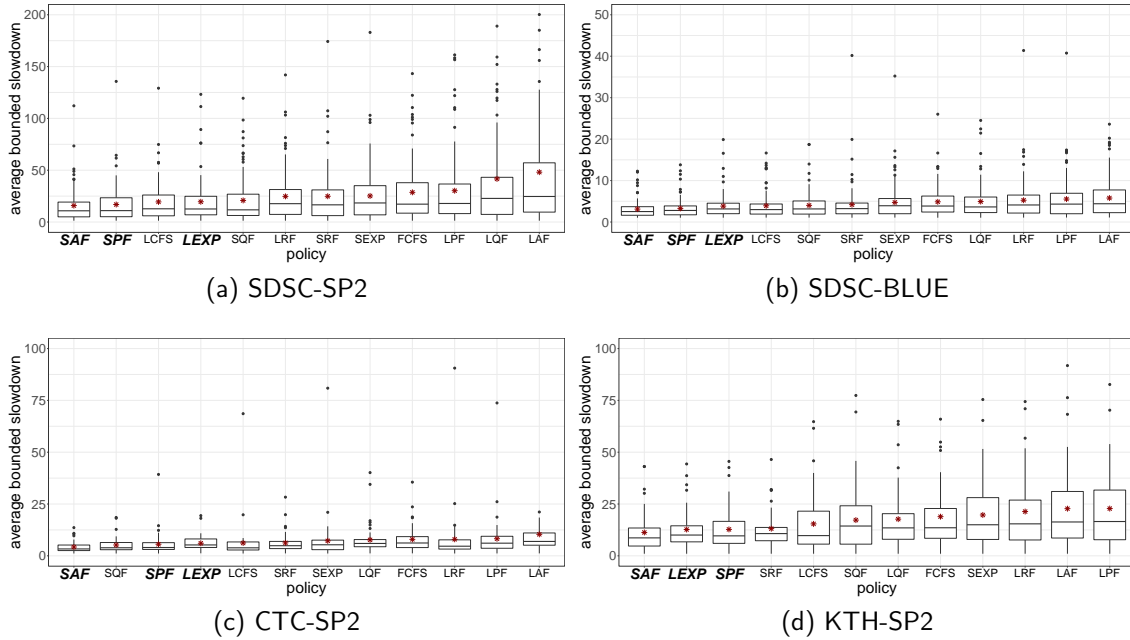 average bounded slowdown
200
150
100
50
0
SAF SPF LCFS LEXP SQF LRF SRF SEXP FCFS LPF LQF LAF
policy
(a) SDSC-SP2
average bounded slowdown
50
40
30
20
10
0
SAF SPF LEXP LCFS SQF SRF SEXP FCFS LQF LRF LPF LAF
policy
(b) SDSC-BLUE
average bounded slowdown
100
75
50
25
0
SAF SQF SPF LEXP LCFS SRF SEXP LQF FCFS LRF LPF LAF
policy
(c) CTC-SP2
average bounded slowdown
100
75
50
25
0
SAF LEXP SPF SRF LCFS SQF LQF FCFS SEXP LRF LAF LPF
policy
(d) KTH-SP2